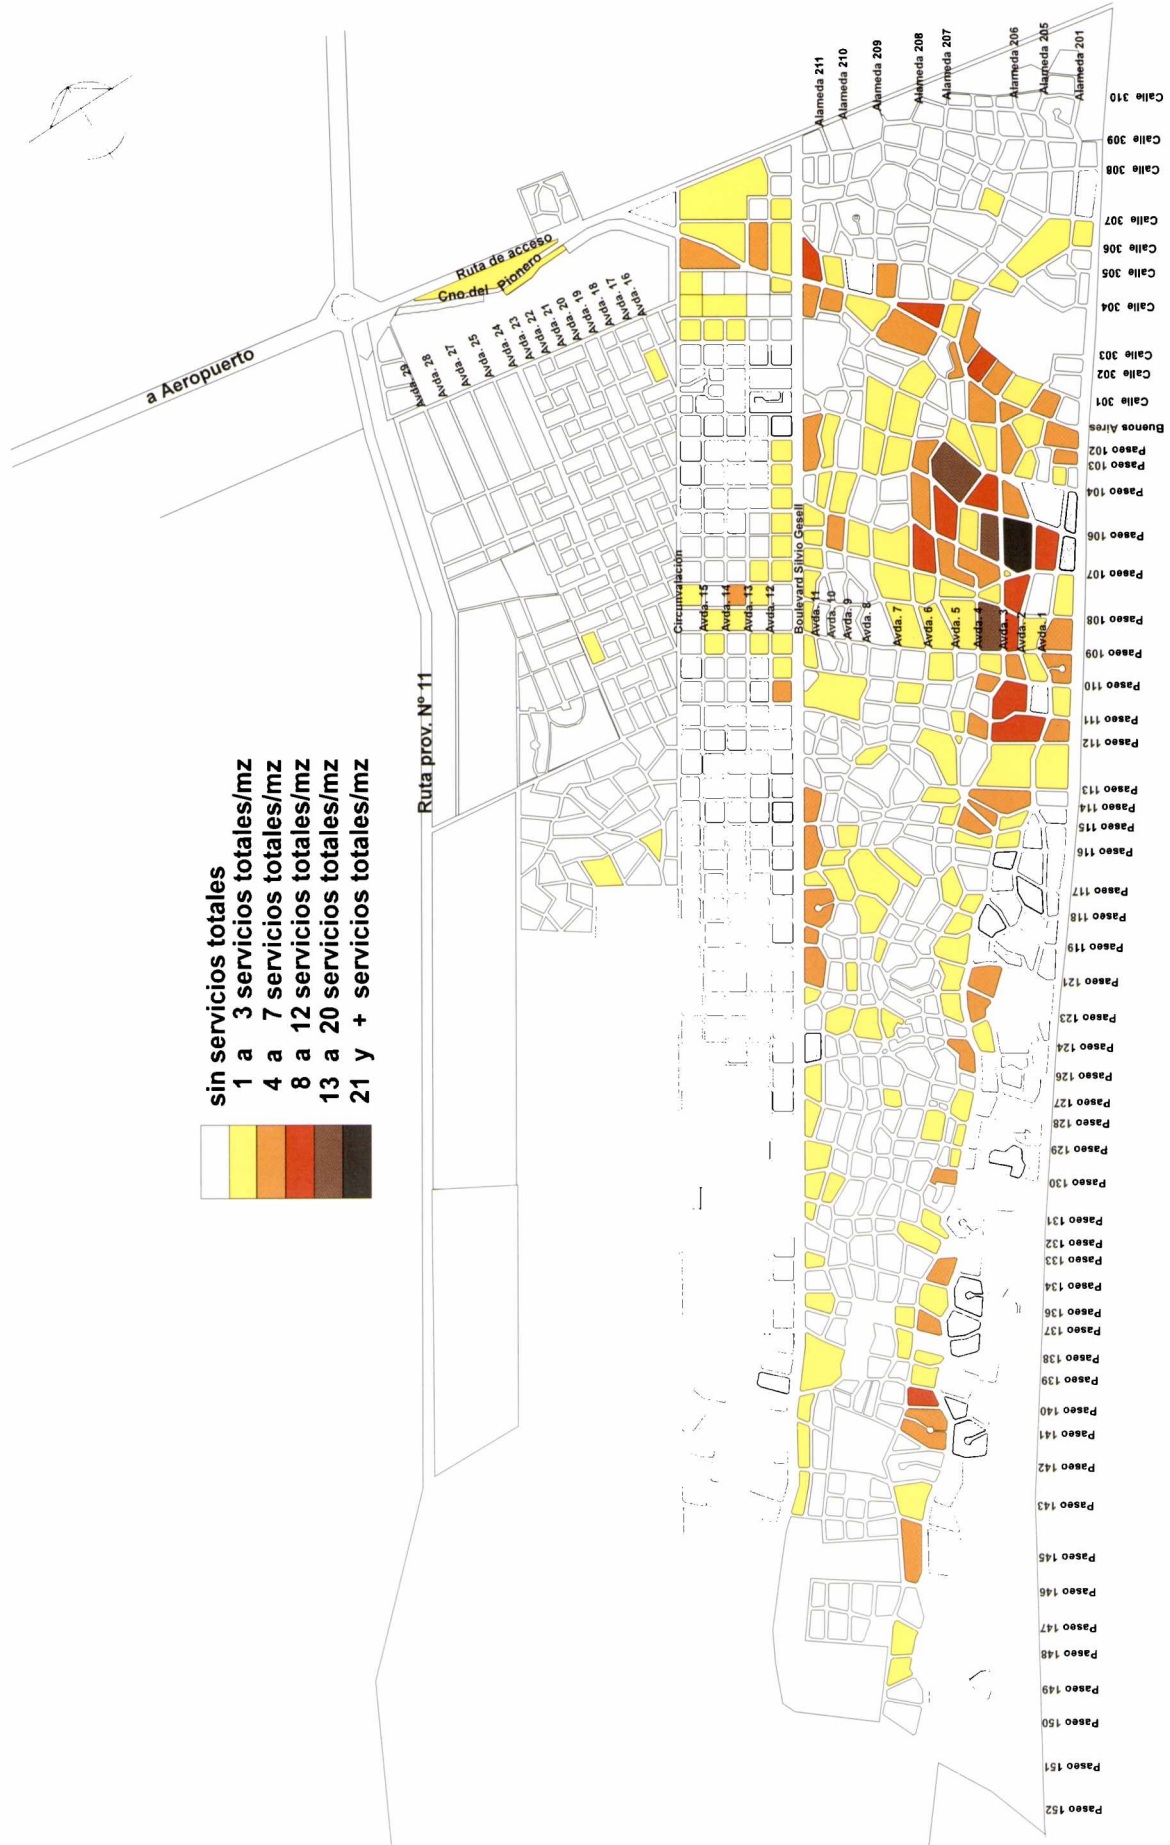 sin servicios totales
1 a 3 servicios totales/mz
4 a 7 servicios totales/mz
8 a 12 servicios totales/mz
13 a 20 servicios totales/mz
21 y + servicios totales/mz
a Aeropuerto
Ruta de acceso
Cno.del Pionero
Ruta prov. Nº 11
Avda. 29
Avda. 28
Avda. 27
Avda. 25
Avda. 24
Avda. 23
Avda. 22
Avda. 21
Avda. 20
Avda. 19
Avda. 18
Avda. 17
Avda. 16
Circunvalación
Avda. 15
Avda. 14
Avda. 13
Avda. 12
Boulevard Silvio Gesell
Avda. 11
Avda. 10
Avda. 9
Avda. 8
Avda. 7
Avda. 6
Avda. 5
Avda. 4
Avda. 3
Avda. 2
Avda. 1
Alameda 211
Alameda 210
Alameda 209
Alameda 208
Alameda 207
Alameda 206
Alameda 205
Alameda 201
Calle 310
Calle 309
Calle 308
Calle 307
Calle 306
Calle 305
Calle 304
Calle 303
Calle 302
Calle 301
Buenos Aires
Paseo 102
Paseo 103
Paseo 104
Paseo 106
Paseo 107
Paseo 108
Paseo 109
Paseo 110
Paseo 111
Paseo 112
Paseo 113
Paseo 114
Paseo 115
Paseo 116
Paseo 117
Paseo 118
Paseo 119
Paseo 121
Paseo 123
Paseo 124
Paseo 126
Paseo 127
Paseo 128
Paseo 129
Paseo 130
Paseo 131
Paseo 132
Paseo 133
Paseo 134
Paseo 136
Paseo 137
Paseo 138
Paseo 139
Paseo 140
Paseo 141
Paseo 142
Paseo 143
Paseo 145
Paseo 146
Paseo 147
Paseo 148
Paseo 149
Paseo 150
Paseo 151
Paseo 152